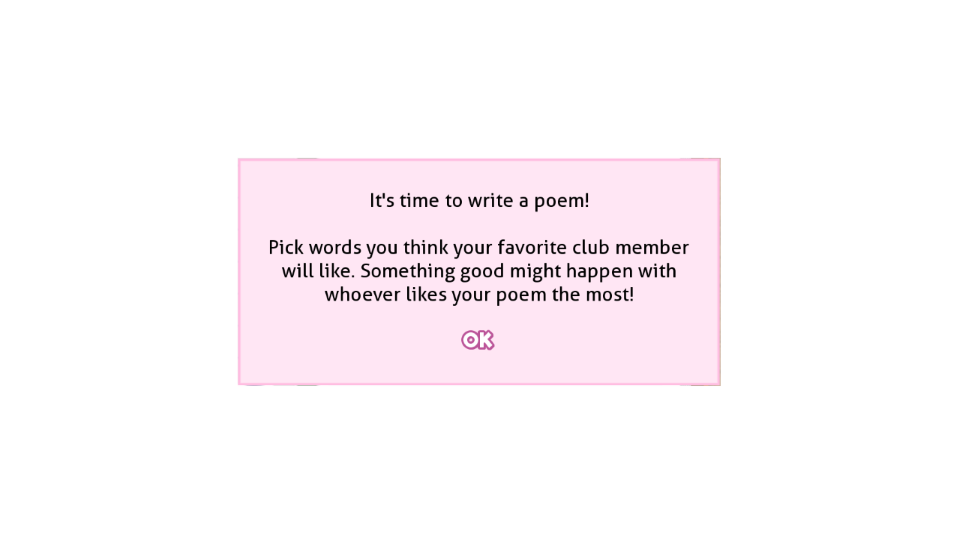 It's time to write a poem!
Pick words you think your favorite club member
will like. Something good might happen with
whoever likes your poem the most!
OK